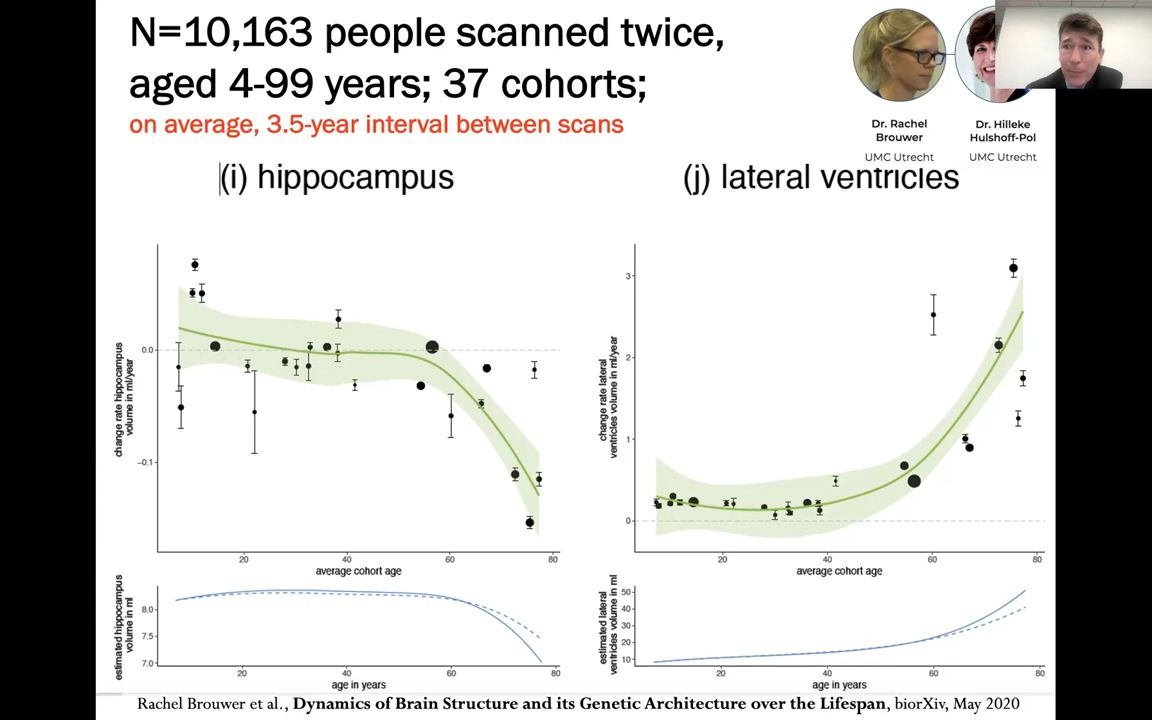 N=10,163 people scanned twice,
aged 4-99 years; 37 cohorts;
on average, 3.5-year interval between scans
Dr. Rachel
Brouwer
UMC Utrecht
Dr. Hilleke
Hulshoff-Pol
UMC Utrecht
(i) hippocampus
change rate hippocampus
volume in ml/year
0.0
−0.1
20 40 60 80
average cohort age
estimated hippocampus
volume in ml
8.0
7.5
7.0
20 40 60 80
age in years
(j) lateral ventricles
change rate lateral
ventricles volume in ml/year
3
2
1
0
20 40 60 80
average cohort age
estimated lateral
ventricles volume in ml
50
40
30
20
10
20 40 60 80
age in years
Rachel Brouwer et al., Dynamics of Brain Structure and its Genetic Architecture over the Lifespan, biorXiv, May 2020